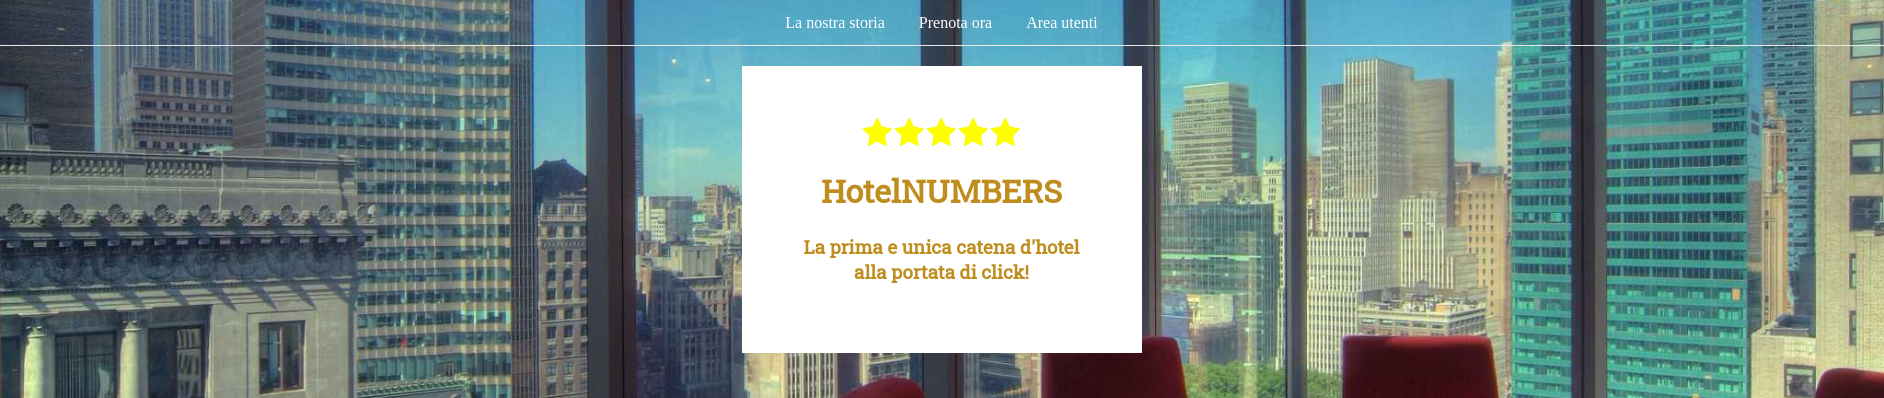 La nostra storia Prenota ora Area utenti
HotelNUMBERS
La prima e unica catena d'hotel
alla portata di click!